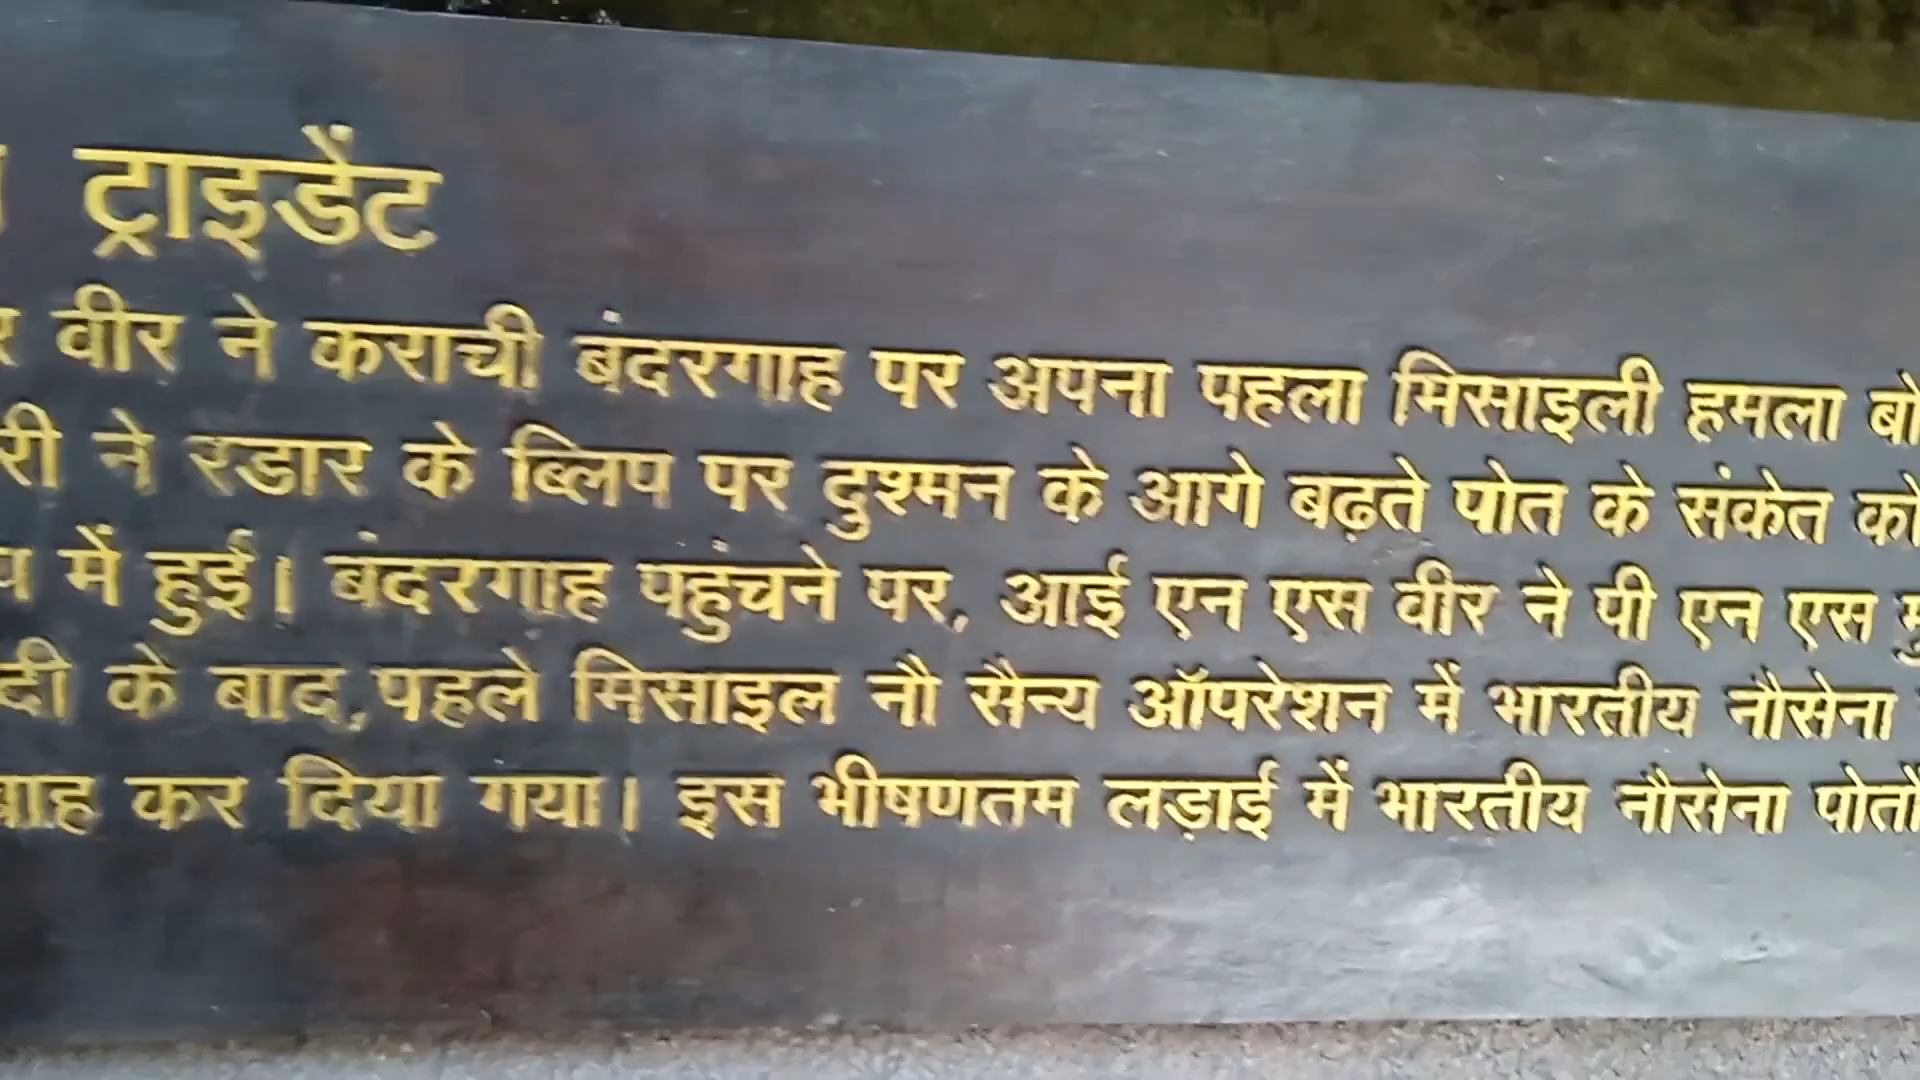 ट्राइडेंट
वीर ने कराची बंदरगाह पर अपना पहला मिसाइली हमला
ने रडार के ब्लिप पर दुश्मन के आगे बढ़ते पोत के संकेत को
में हुई। बंदरगाह पहुंचने पर, आई एन एस वीर ने पी एन एस
के बाद,पहले मिसाइल नौ सैन्य ऑपरेशन में भारतीय नौसेना
कर दिया गया। इस भीषणतम लड़ाई में भारतीय नौसेना पोतों